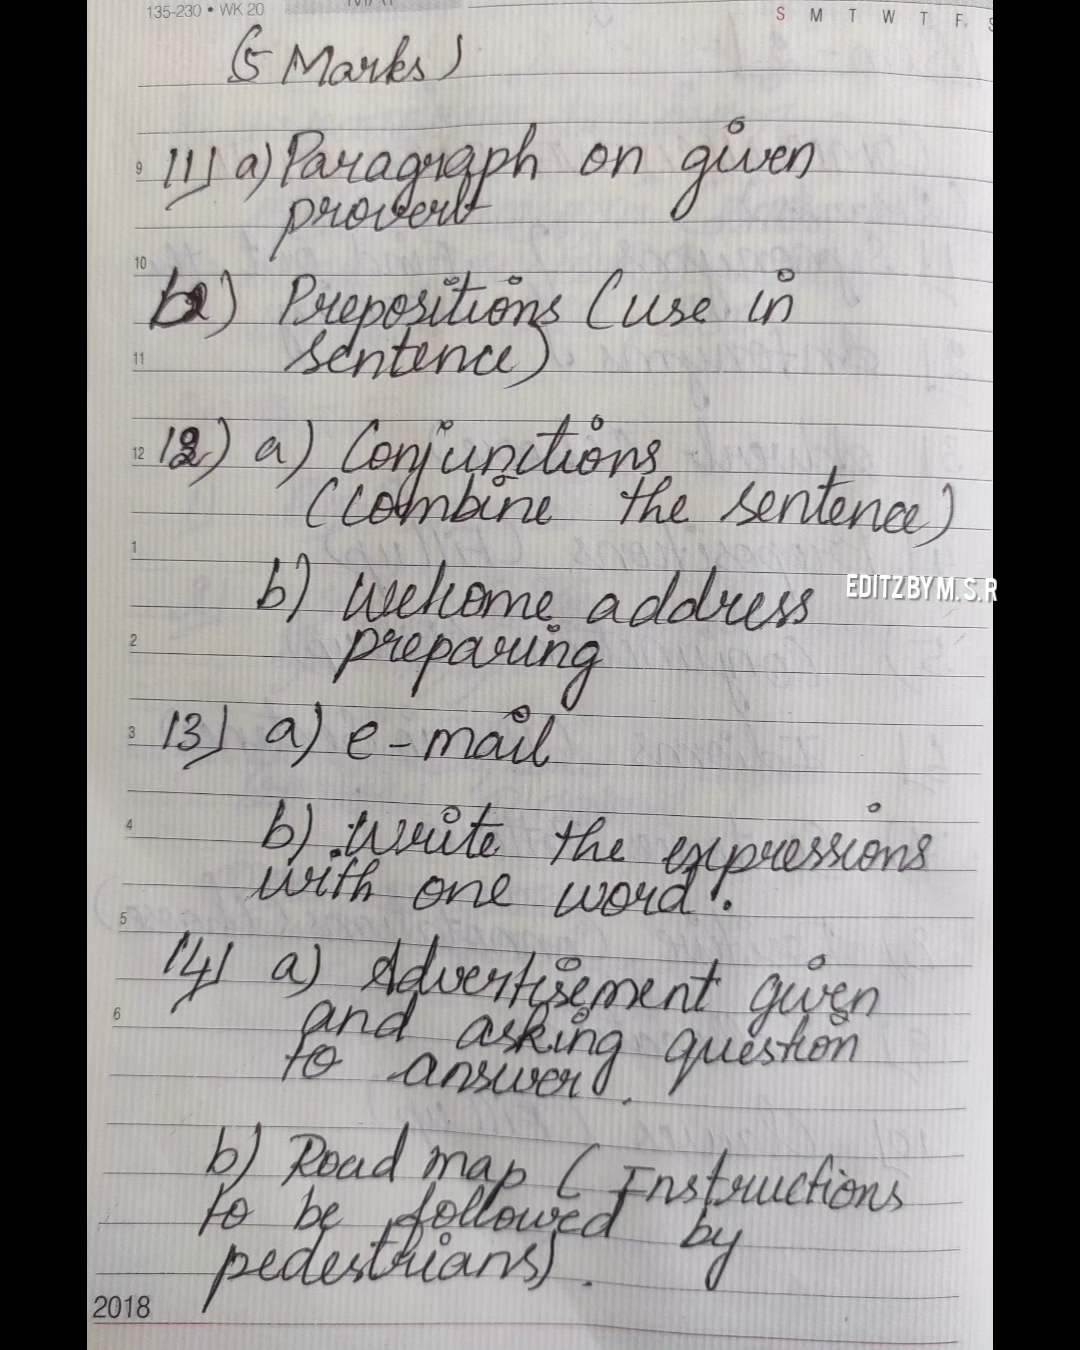 135-230 • WK 20
S M T W T F S
(5 Marks)
9
11) a) Paragraph on given
proverb
10
b) Prepositions (use in
11
sentence)
12
12) a) Conjunctions
(combine the sentence)
1
b) welcome address
EDITZ BY M.S.R
2
preparing
3
13) a) e-mail
4
b) write the expressions
with one word.
5
14) a) Advertisement given
6
and asking question
to answer.
b) Road map (Instructions
to be followed by
pedestrians).
2018